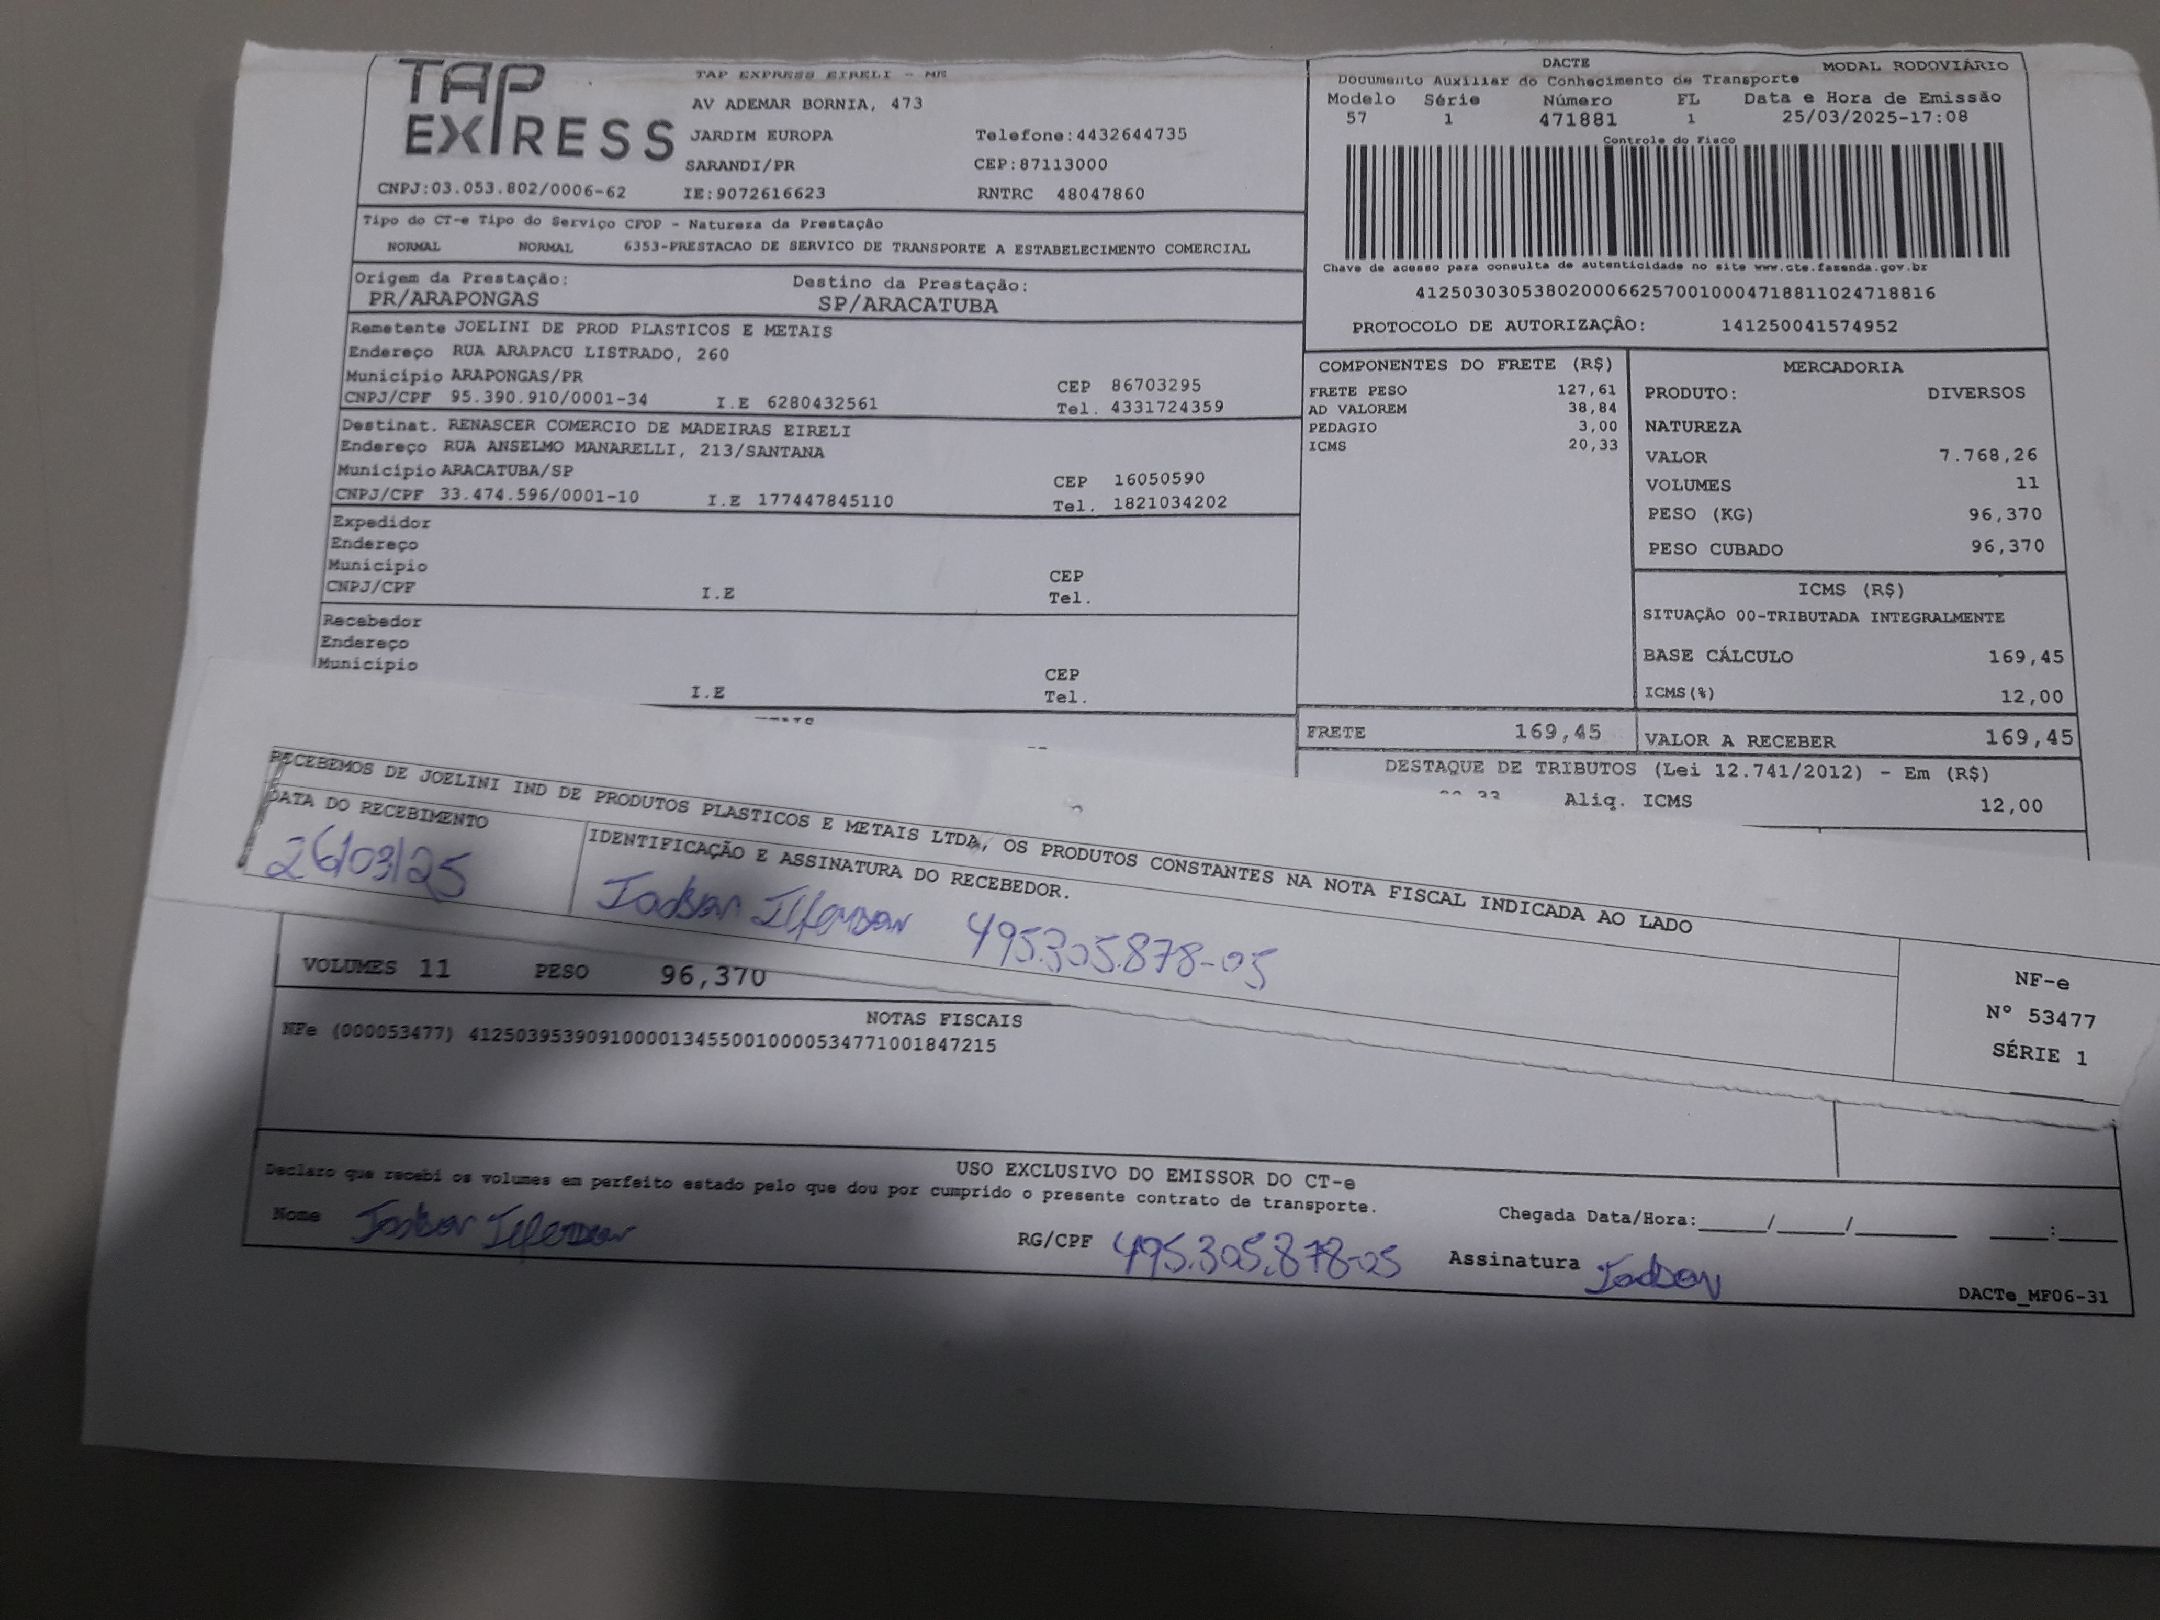 TAP EXPRESS
TAP EXPRESS EIRELI - ME
AV ADEMAR BORNIA, 473
JARDIM EUROPA Telefone:4432644735
SARANDI/PR CEP:87113000
CNPJ:03.053.802/0006-62 IE:9072616623 RNTRC 48047860
DACTE MODAL RODOVIÁRIO
Documento Auxiliar do Conhecimento de Transporte
Modelo Série Número FL Data e Hora de Emissão
57 1 471881 1 25/03/2025-17:08
Controle do Fisco
Chave de acesso para consulta de autenticidade no site www.cte.fazenda.gov.br
41250303053802000662570010004718811024718816
PROTOCOLO DE AUTORIZAÇÃO: 141250041574952
Tipo do CT-e Tipo do Serviço CFOP - Natureza da Prestação
NORMAL NORMAL 6353-PRESTACAO DE SERVICO DE TRANSPORTE A ESTABELECIMENTO COMERCIAL
Origem da Prestação: Destino da Prestação:
PR/ARAPONGAS SP/ARACATUBA
Remetente JOELINI DE PROD PLASTICOS E METAIS
Endereço RUA ARAPACU LISTRADO, 260
Município ARAPONGAS/PR CEP 86703295
CNPJ/CPF 95.390.910/0001-34 I.E 6280432561 Tel. 4331724359
Destinat. RENASCER COMERCIO DE MADEIRAS EIRELI
Endereço RUA ANSELMO MANARELLI, 213/SANTANA
Município ARACATUBA/SP CEP 16050590
CNPJ/CPF 33.474.596/0001-10 I.E 177447845110 Tel. 1821034202
Expedidor
Endereço
Município CEP
CNPJ/CPF I.E Tel.
Recebedor
Endereço
Município CEP
I.E Tel.
COMPONENTES DO FRETE (R$)
FRETE PESO 127,61
AD VALOREM 38,84
PEDAGIO 3,00
ICMS 20,33
FRETE 169,45
MERCADORIA
PRODUTO: DIVERSOS
NATUREZA
VALOR 7.768,26
VOLUMES 11
PESO (KG) 96,370
PESO CUBADO 96,370
ICMS (R$)
SITUAÇÃO 00-TRIBUTADA INTEGRALMENTE
BASE CÁLCULO 169,45
ICMS(%) 12,00
VALOR A RECEBER 169,45
DESTAQUE DE TRIBUTOS (Lei 12.741/2012) - Em (R$)
Aliq. ICMS 12,00
RECEBEMOS DE JOELINI IND DE PRODUTOS PLASTICOS E METAIS LTDA, OS PRODUTOS CONSTANTES NA NOTA FISCAL INDICADA AO LADO
DATA DO RECEBIMENTO IDENTIFICAÇÃO E ASSINATURA DO RECEBEDOR.
26/03/25 Jadson 495.305.878-05
NF-e
Nº 53477
SÉRIE 1
VOLUMES 11 PESO 96,370
NOTAS FISCAIS
NFe (000053477) 41250395390910000134550010000534771001847215
USO EXCLUSIVO DO EMISSOR DO CT-e
Declaro que recebi os volumes em perfeito estado pelo que dou por cumprido o presente contrato de transporte.
Nome Jadson RG/CPF 495.305.878-05 Assinatura Jadson
Chegada Data/Hora:_____/_____/_______ ____:____
DACTe_MF06-31